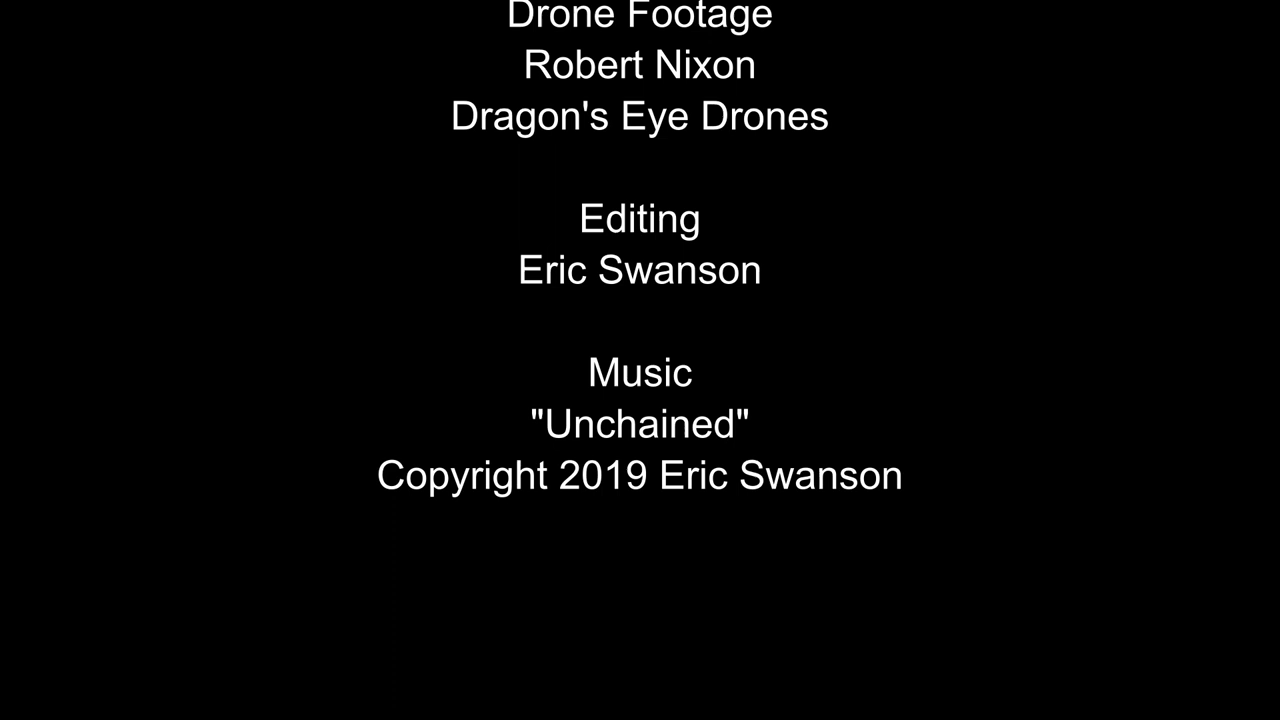 Drone Footage
Robert Nixon
Dragon's Eye Drones
Editing
Eric Swanson
Music
"Unchained"
Copyright 2019 Eric Swanson